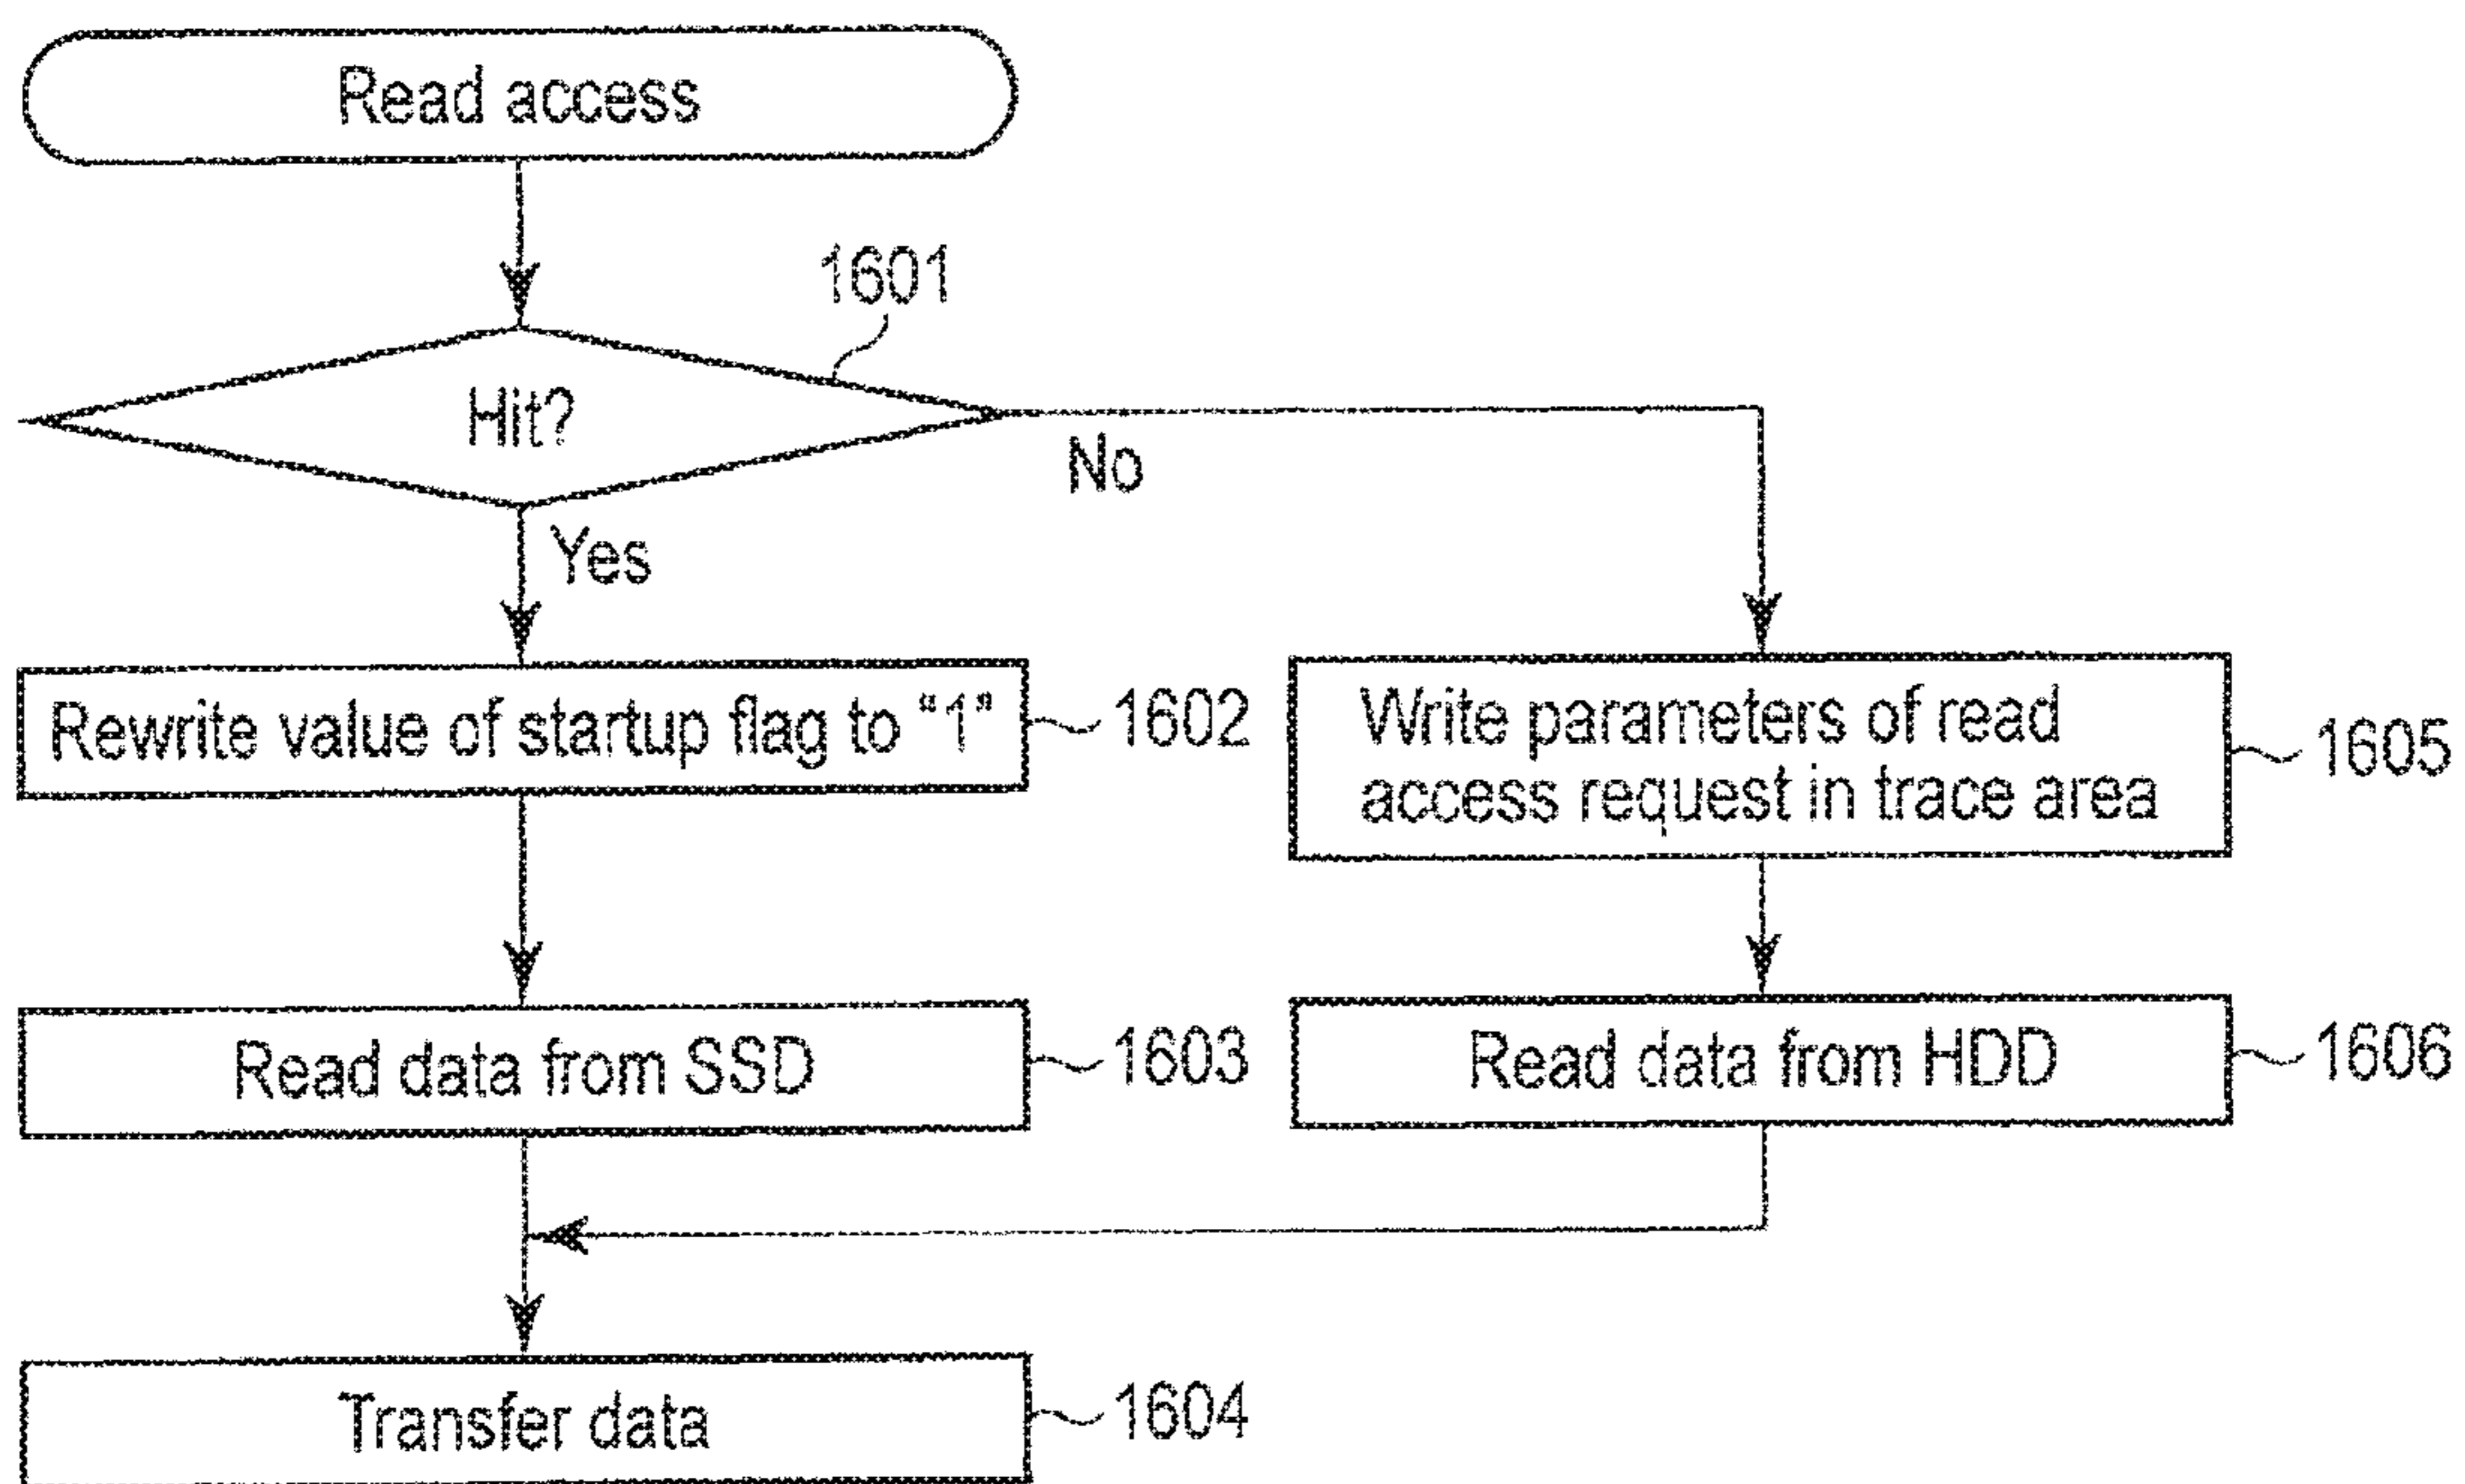 Read access
1601
Hit?
No
Yes
Rewrite value of startup flag to “1”
1602
Write parameters of read
access request in trace area
1605
Read data from SSD
1603
Read data from HDD
1606
Transfer data
1604